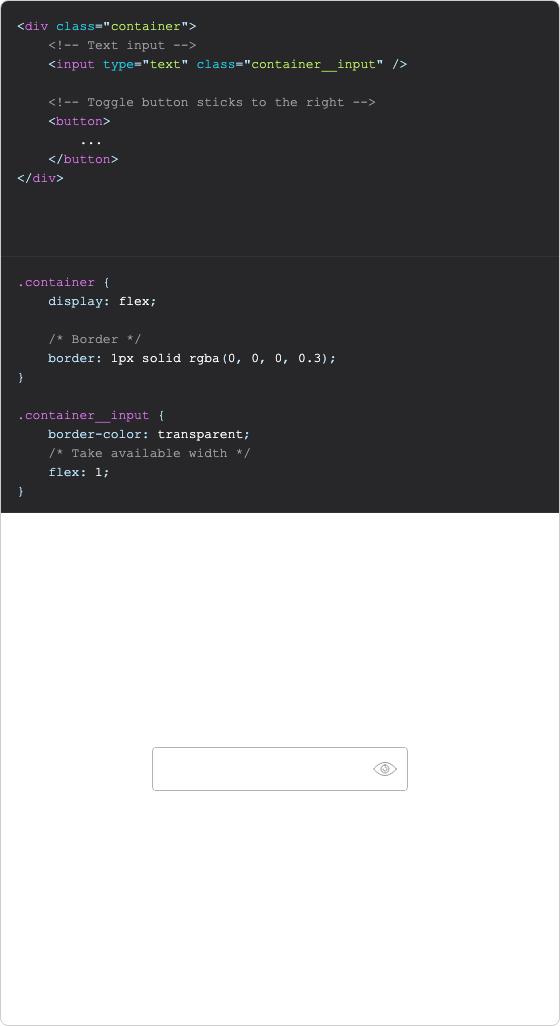 <div class="container">
    <!-- Text input -->
    <input type="text" class="container__input" />

    <!-- Toggle button sticks to the right -->
    <button>
        ...
    </button>
</div>

.container {
    display: flex;

    /* Border */
    border: 1px solid rgba(0, 0, 0, 0.3);
}

.container__input {
    border-color: transparent;
    /* Take available width */
    flex: 1;
}